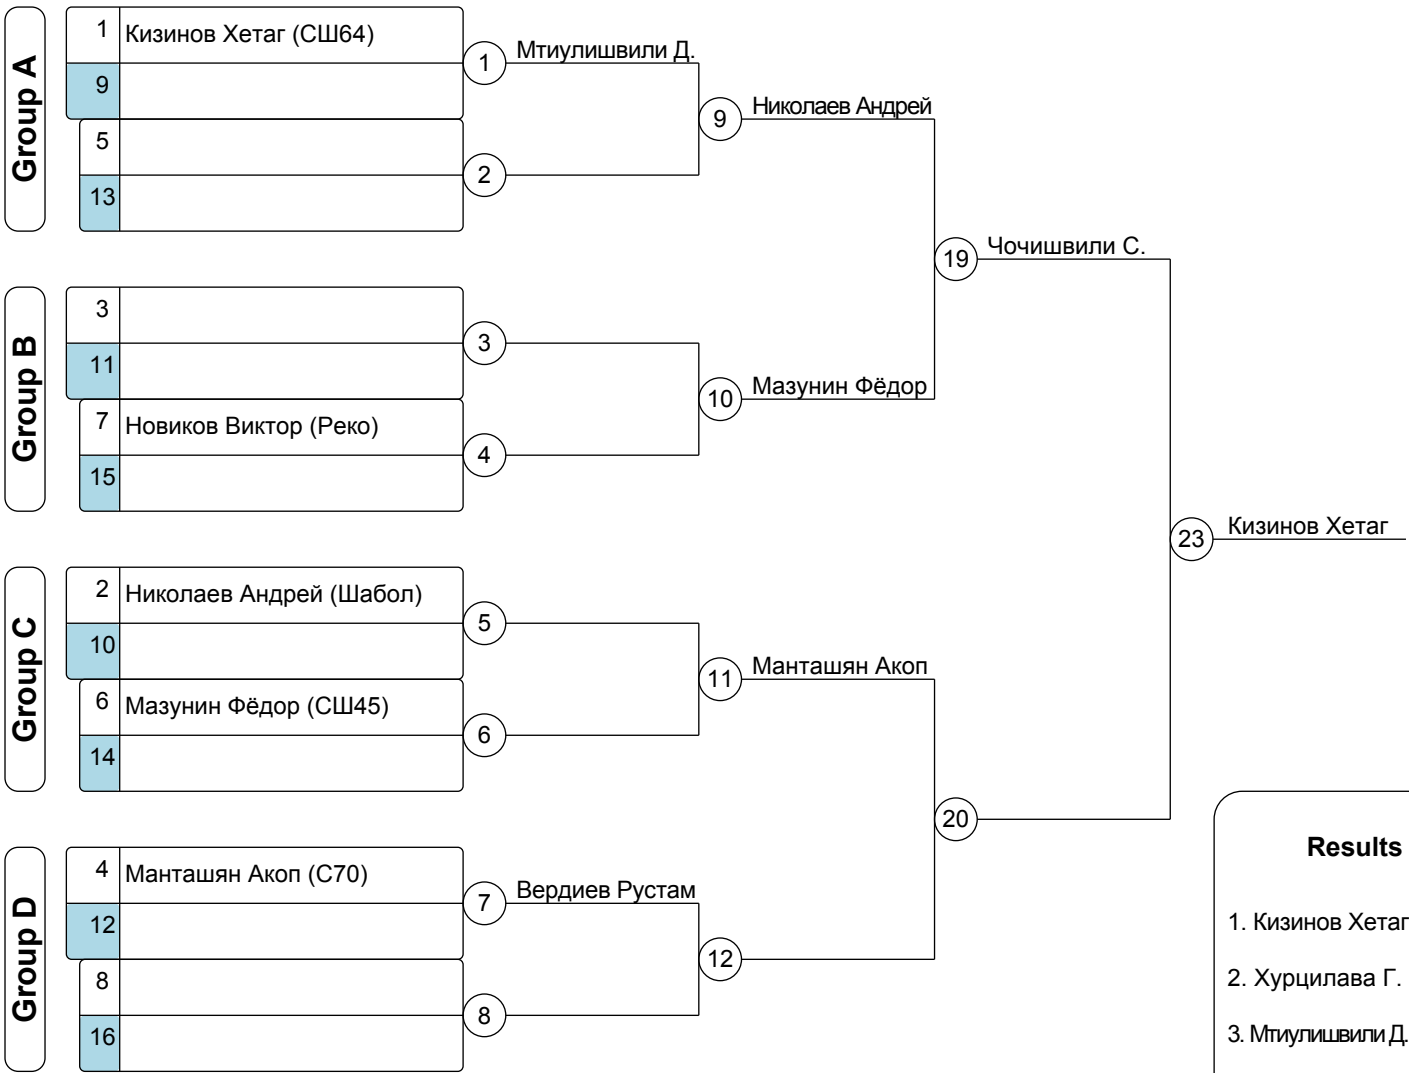 Group A
1 Кизинов Хетаг (СШ64)
9
5
13
1 Мтиулишвили Д.
2
9 Николаев Андрей
Group B
3
11
7 Новиков Виктор (Реко)
15
3
4
10 Мазунин Фёдор
19 Чочишвили С.
Group C
2 Николаев Андрей (Шабол)
10
6 Мазунин Фёдор (СШ45)
14
5
6
11 Манташян Акоп
Group D
4 Манташян Акоп (С70)
12
8
16
7 Вердиев Рустам
8
12
20
23 Кизинов Хетаг
Results
1. Кизинов Хетаг
2. Хурцилава Г.
3. Мтиулишвили Д.